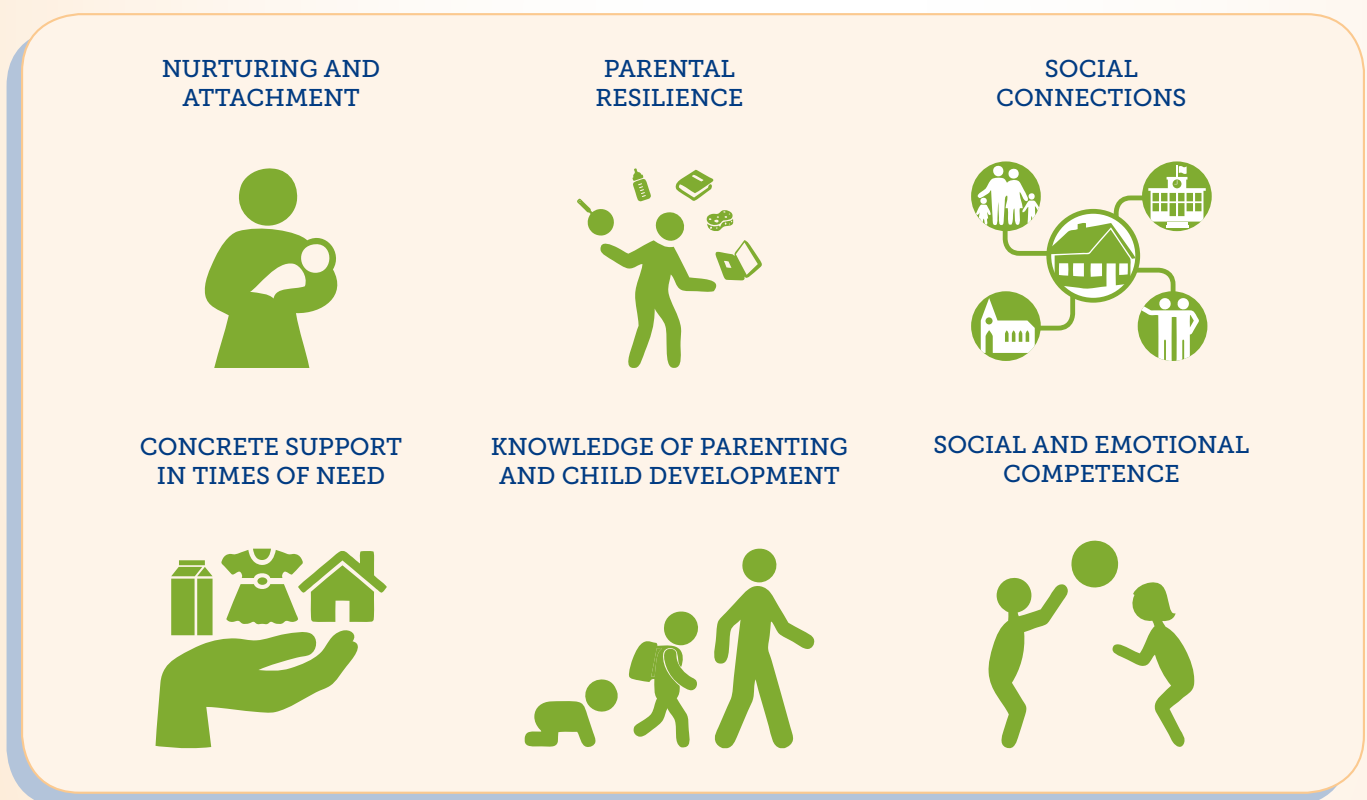 NURTURING AND
ATTACHMENT
PARENTAL
RESILIENCE
SOCIAL
CONNECTIONS
CONCRETE SUPPORT
IN TIMES OF NEED
KNOWLEDGE OF PARENTING
AND CHILD DEVELOPMENT
SOCIAL AND EMOTIONAL
COMPETENCE